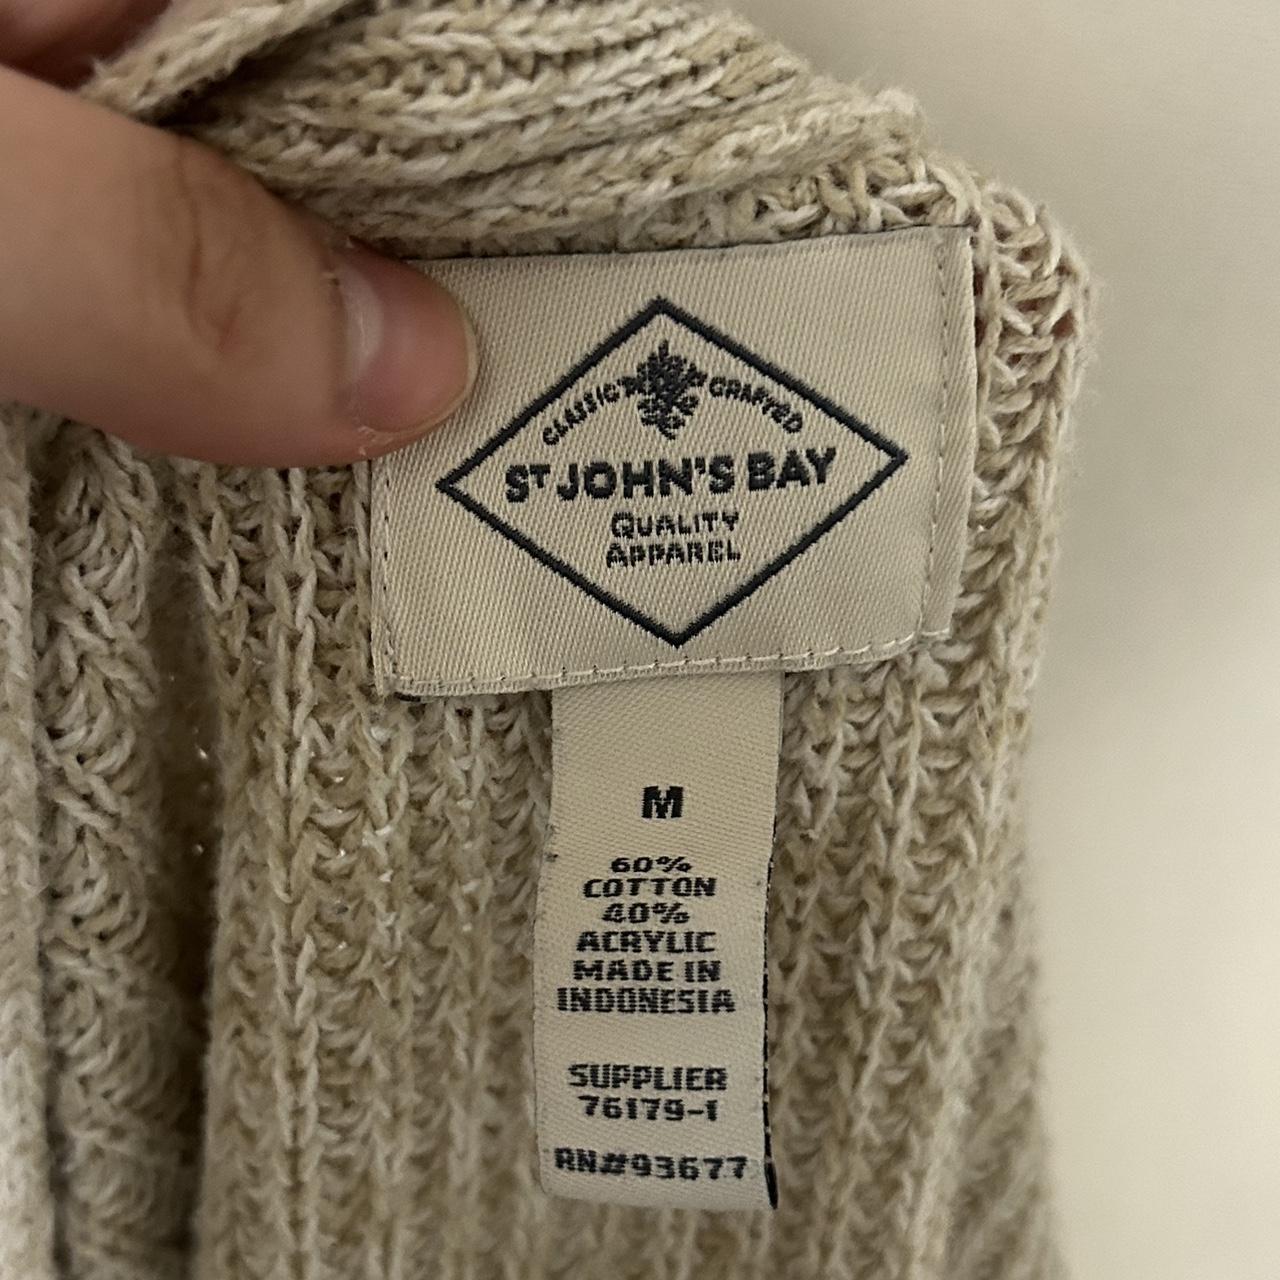 CLASSIC CRAFTED
ST JOHN'S BAY
QUALITY
APPAREL
M
60%
COTTON
40%
ACRYLIC
MADE IN
INDONESIA
SUPPLIER
76179-1
RN#93677